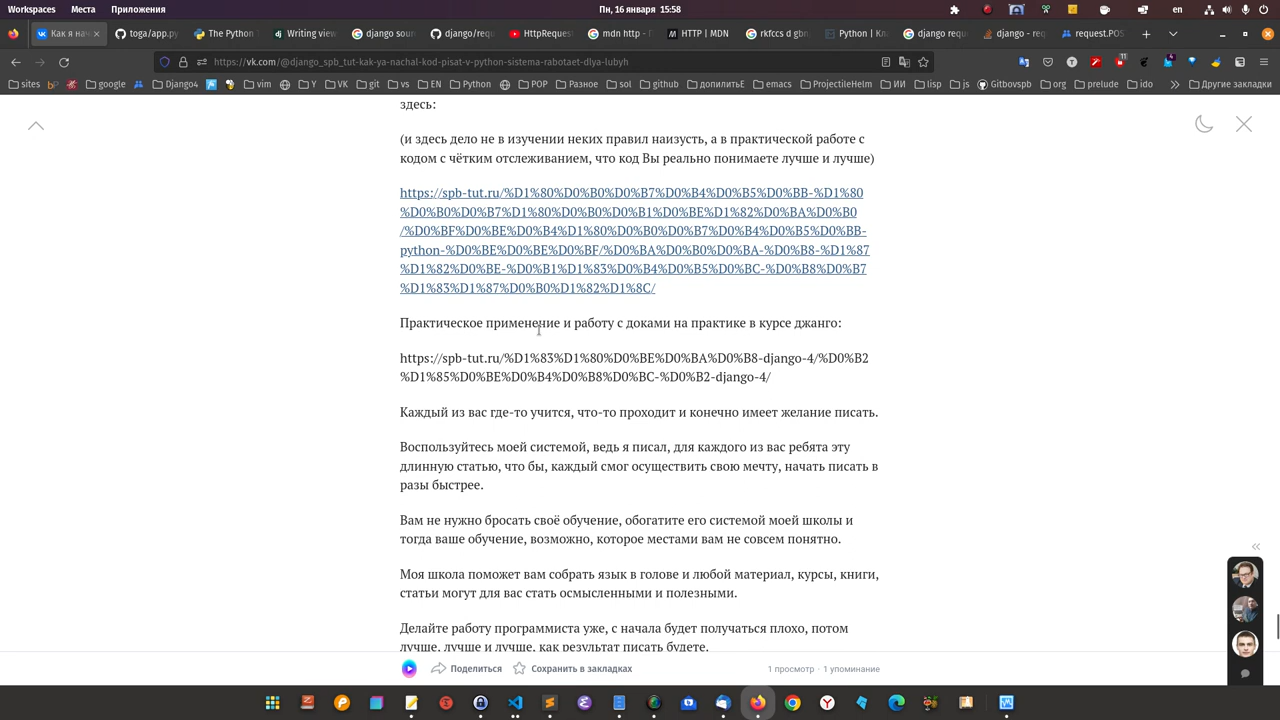 Workspaces Места Приложения Пн, 16 января 15:58 en
Как я нач toga/app.py The Python Writing view django soun django/requ HttpRequest mdn http - HTTP | MDN rkfccs d gbn Python | Кла django requ django - req request.POS
https://vk.com/@django_spb_tut-kak-ya-nachal-kod-pisat-v-python-sistema-rabotaet-dlya-lubyh 11
sites google Django4 vim Y VK git vs EN Python POP Разное sol github допилитьE emacs ProjectileHelm ИИ lisp js Gitbovspb org prelude ido Другие закладки
здесь:
(и здесь дело не в изучении неких правил наизусть, а в практической работе с
кодом с чётким отслеживанием, что код Вы реально понимаете лучше и лучше)
https://spb-tut.ru/%D1%80%D0%B0%D0%B7%D0%B4%D0%B5%D0%BB-%D1%80
%D0%B0%D0%B7%D1%80%D0%B0%D0%B1%D0%BE%D1%82%D0%BA%D0%B0
/%D0%BF%D0%BE%D0%B4%D1%80%D0%B0%D0%B7%D0%B4%D0%B5%D0%BB-
python-%D0%BE%D0%BE%D0%BF/%D0%BA%D0%B0%D0%BA-%D0%B8-%D1%87
%D1%82%D0%BE-%D0%B1%D1%83%D0%B4%D0%B5%D0%BC-%D0%B8%D0%B7
%D1%83%D1%87%D0%B0%D1%82%D1%8C/
Практическое применение и работу с доками на практике в курсе джанго:
https://spb-tut.ru/%D1%83%D1%80%D0%BE%D0%BA%D0%B8-django-4/%D0%B2
%D1%85%D0%BE%D0%B4%D0%B8%D0%BC-%D0%B2-django-4/
Каждый из вас где-то учится, что-то проходит и конечно имеет желание писать.
Воспользуйтесь моей системой, ведь я писал, для каждого из вас ребята эту
длинную статью, что бы, каждый смог осуществить свою мечту, начать писать в
разы быстрее.
Вам не нужно бросать своё обучение, обогатите его системой моей школы и
тогда ваше обучение, возможно, которое местами вам не совсем понятно.
Моя школа поможет вам собрать язык в голове и любой материал, курсы, книги,
статьи могут для вас стать осмысленными и полезными.
Делайте работу программиста уже, с начала будет получаться плохо, потом
лучше, лучше и лучше, как результат писать будете.
Поделиться Сохранить в закладках 1 просмотр · 1 упоминание